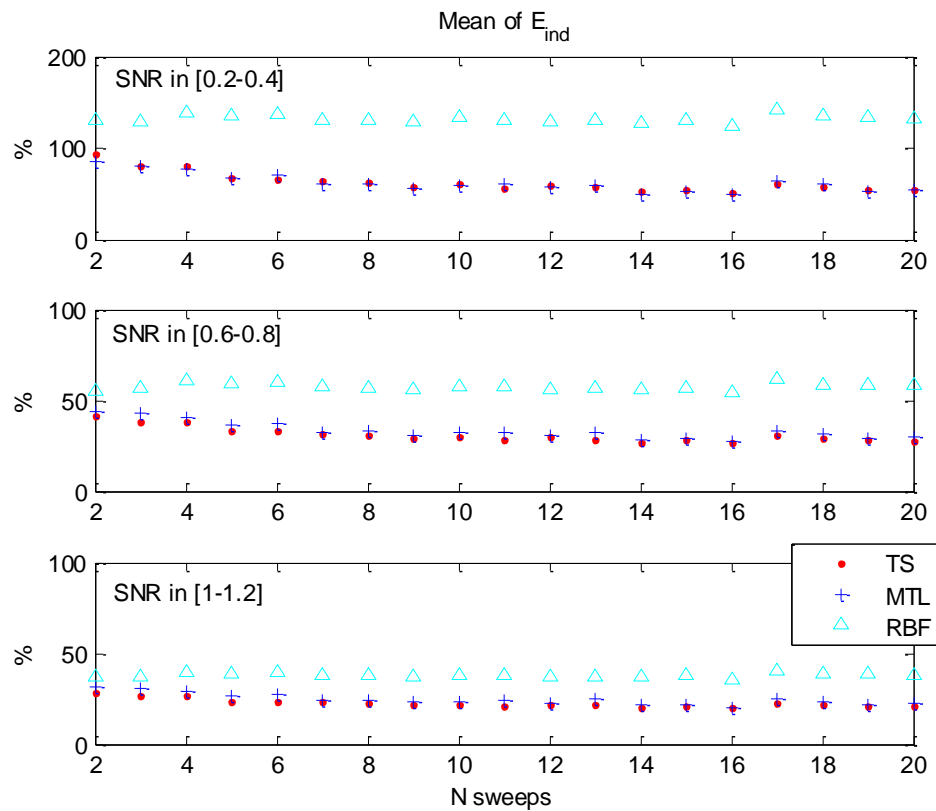 Mean of E_ind
200
SNR in [0.2-0.4]
%
100
0
2 4 6 8 10 12 14 16 18 20
100
SNR in [0.6-0.8]
%
50
0
2 4 6 8 10 12 14 16 18 20
100
TS
SNR in [1-1.2]
MTL
RBF
%
50
0
2 4 6 8 10 12 14 16 18 20
N sweeps